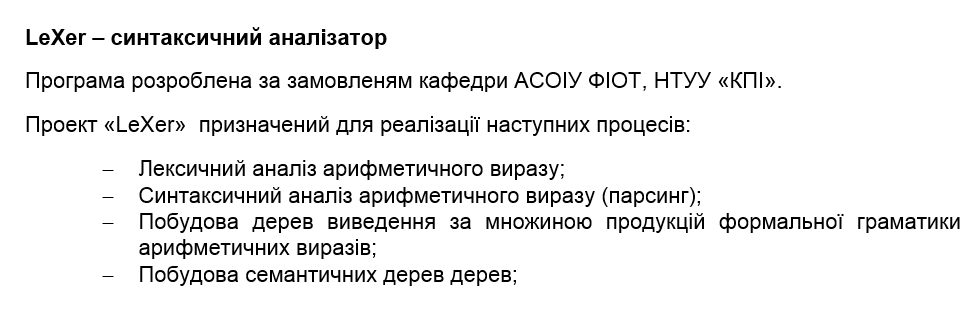 LeXer – синтаксичний аналізатор
Програма розроблена за замовленям кафедри АСОІУ ФІОТ, НТУУ «КПІ».
Проект «LeXer» призначений для реалізації наступних процесів:
– Лексичний аналіз арифметичного виразу;
– Синтаксичний аналіз арифметичного виразу (парсинг);
– Побудова дерев виведення за множиною продукцій формальної граматики
арифметичних виразів;
– Побудова семантичних дерев дерев;